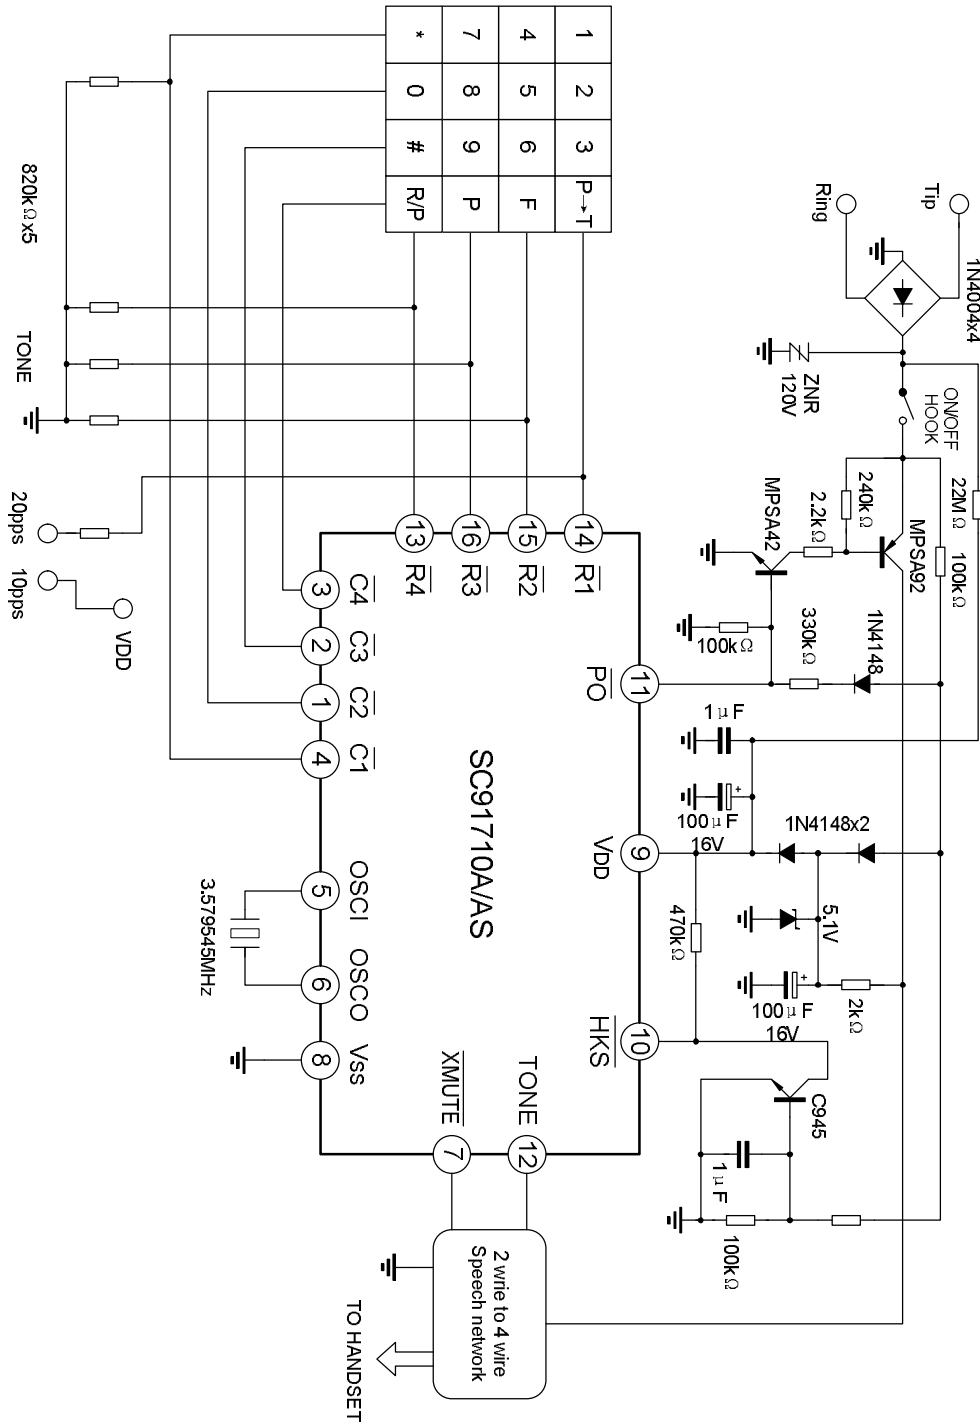 1 2 3 P→T
4 5 6 F
7 8 9 P
* 0 # R/P
Tip
Ring
1N4004x4
ZNR
120V
ON/OFF
HOOK
22MΩ
100kΩ
MPSA92
240kΩ
2.2kΩ
MPSA42
100kΩ
330kΩ
1N4148
1μF
100μF
16V
+
1N4148x2
5.1V
100μF
16V
+
2kΩ
470kΩ
C945
1μF
100kΩ
820kΩx5
TONE
20pps
10pps
VDD
13 R4
16 R3
15 R2
14 R1
3 C4
2 C3
1 C2
4 C1
11 PO
9 VDD
10 HKS
5 OSCI
6 OSCO
8 VSS
7 XMUTE
12 TONE
SC91710A/AS
3.579545MHz
2 wrie to 4 wire
Speech network
TO HANDSET